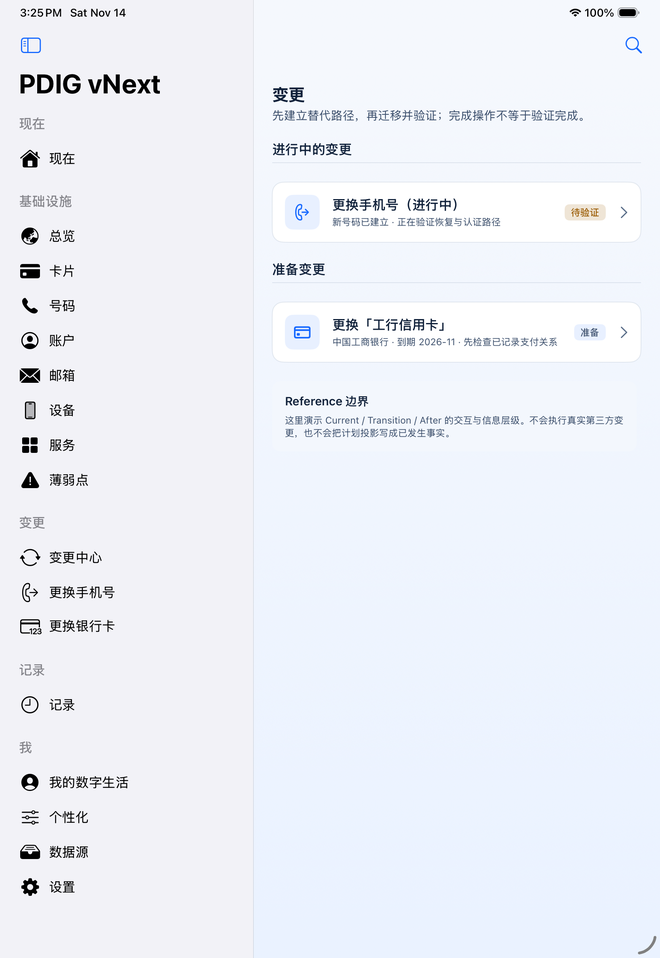 3:25 PM Sat Nov 14
100%
PDIG vNext
现在
现在
基础设施
总览
卡片
号码
账户
邮箱
设备
服务
薄弱点
变更
变更中心
更换手机号
123
更换银行卡
记录
记录
我
我的数字生活
个性化
数据源
设置
变更
先建立替代路径，再迁移并验证；完成操作不等于验证完成。
进行中的变更
更换手机号（进行中）
新号码已建立 · 正在验证恢复与认证路径
待验证
准备变更
更换「工行信用卡」
中国工商银行 · 到期 2026-11 · 先检查已记录支付关系
准备
Reference 边界
这里演示 Current / Transition / After 的交互与信息层级。不会执行真实第三方变
更，也不会把计划投影写成已发生事实。